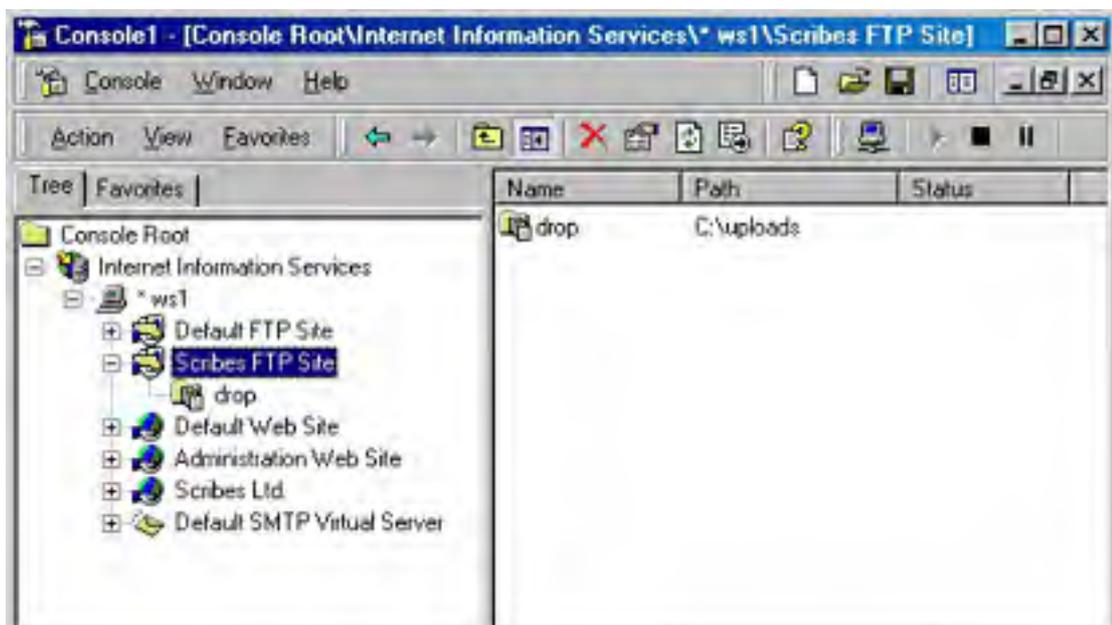 Console1 - [Console Root\Internet Information Services\* ws1\Scribes FTP Site]
Console Window Help
Action View Favorites
Tree Favorites
Name Path Status
drop C:\uploads
Console Root
Internet Information Services
* ws1
Default FTP Site
Scribes FTP Site
drop
Default Web Site
Administration Web Site
Scribes Ltd
Default SMTP Virtual Server